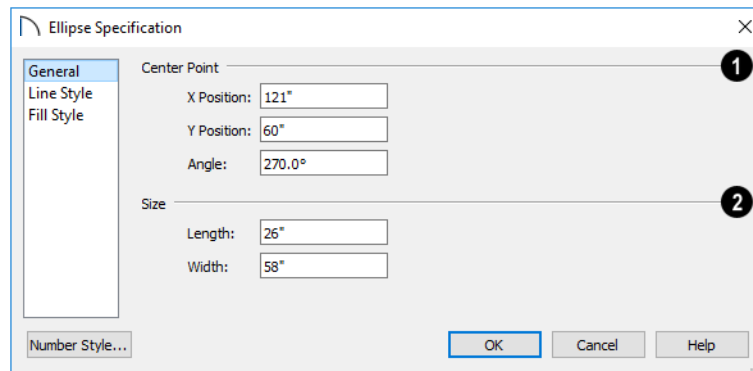 Ellipse Specification
General
Line Style
Fill Style
Center Point
1
X Position: 121"
Y Position: 60"
Angle: 270.0°
Size
2
Length: 26"
Width: 58"
Number Style...
OK
Cancel
Help